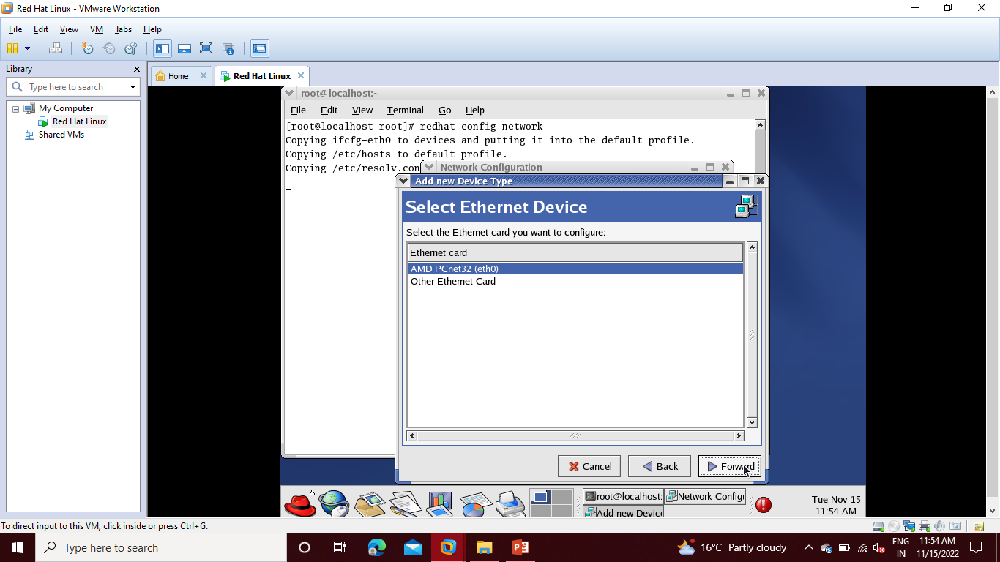 Red Hat Linux - VMware Workstation
File Edit View VM Tabs Help
Library
Home
Red Hat Linux
Type here to search
My Computer
Red Hat Linux
Shared VMs
root@localhost:~
File Edit View Terminal Go Help
[root@localhost root]# redhat-config-network
Copying ifcfg-eth0 to devices and putting it into the default profile.
Copying /etc/hosts to default profile.
Copying /etc/resolv.con
Network Configuration
Add new Device Type
Select Ethernet Device
Select the Ethernet card you want to configure:
Ethernet card
AMD PCnet32 (eth0)
Other Ethernet Card
Cancel Back Forward
root@localhost:
Network Config
Add new Devic
Tue Nov 15
11:54 AM
To direct input to this VM, click inside or press Ctrl+G.
Type here to search
16°C Partly cloudy
ENG
IN
11:54 AM
11/15/2022